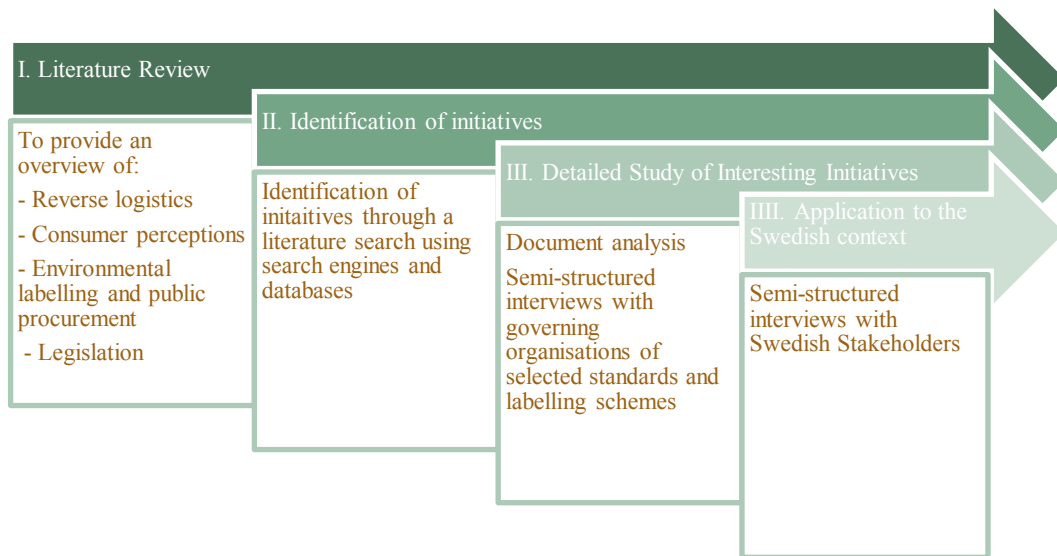 I. Literature Review
To provide an
overview of:
- Reverse logistics
- Consumer perceptions
- Environmental
labelling and public
procurement
- Legislation
II. Identification of initiatives
Identification of
initaitives through a
literature search using
search engines and
databases
III. Detailed Study of Interesting Initiatives
Document analysis
Semi-structured
interviews with
governing
organisations of
selected standards and
labelling schemes
IIII. Application to the
Swedish context
Semi-structured
interviews with
Swedish Stakeholders